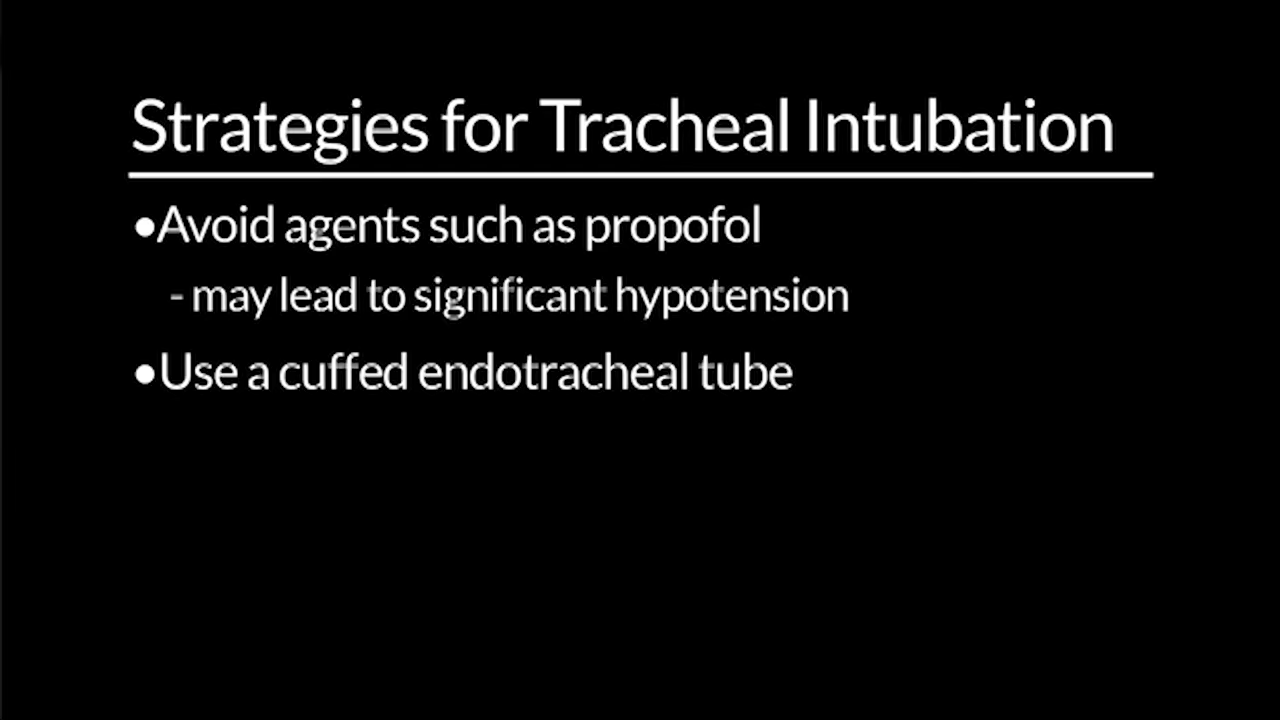 Strategies for Tracheal Intubation
•Avoid agents such as propofol
- may lead to significant hypotension
•Use a cuffed endotracheal tube